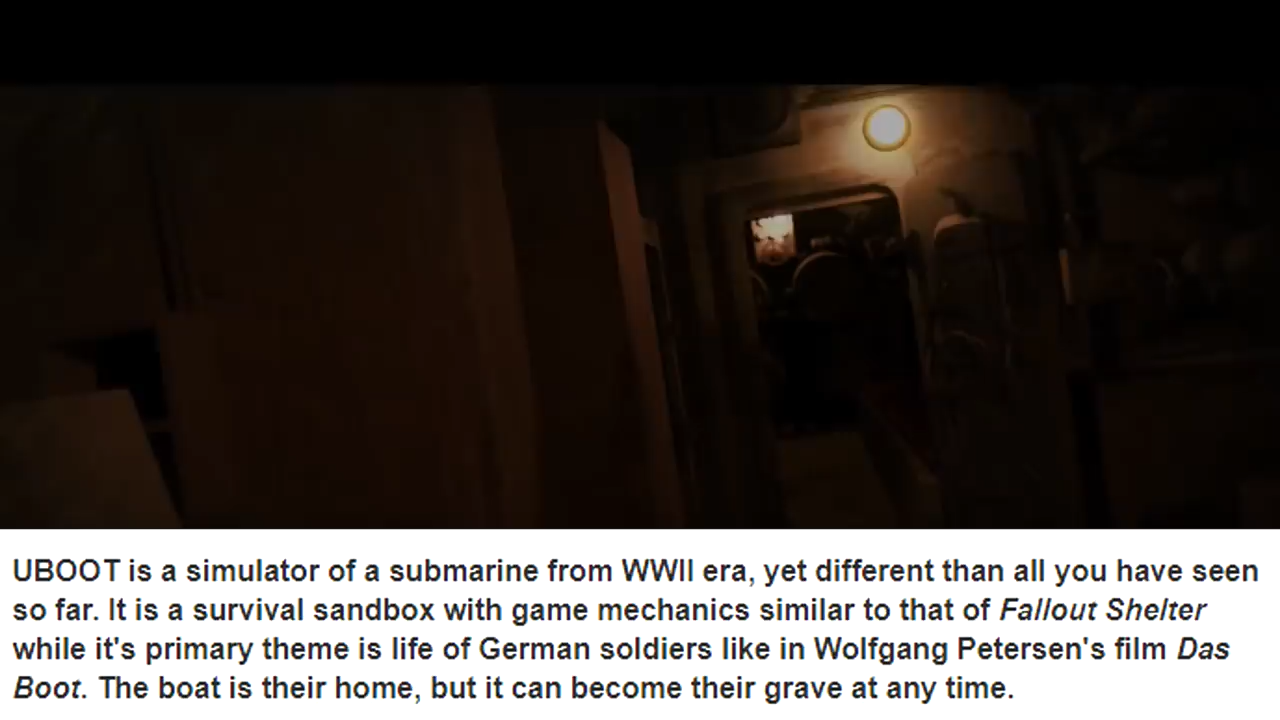 UBOOT is a simulator of a submarine from WWII era, yet different than all you have seen
so far. It is a survival sandbox with game mechanics similar to that of Fallout Shelter
while it's primary theme is life of German soldiers like in Wolfgang Petersen's film Das
Boot. The boat is their home, but it can become their grave at any time.